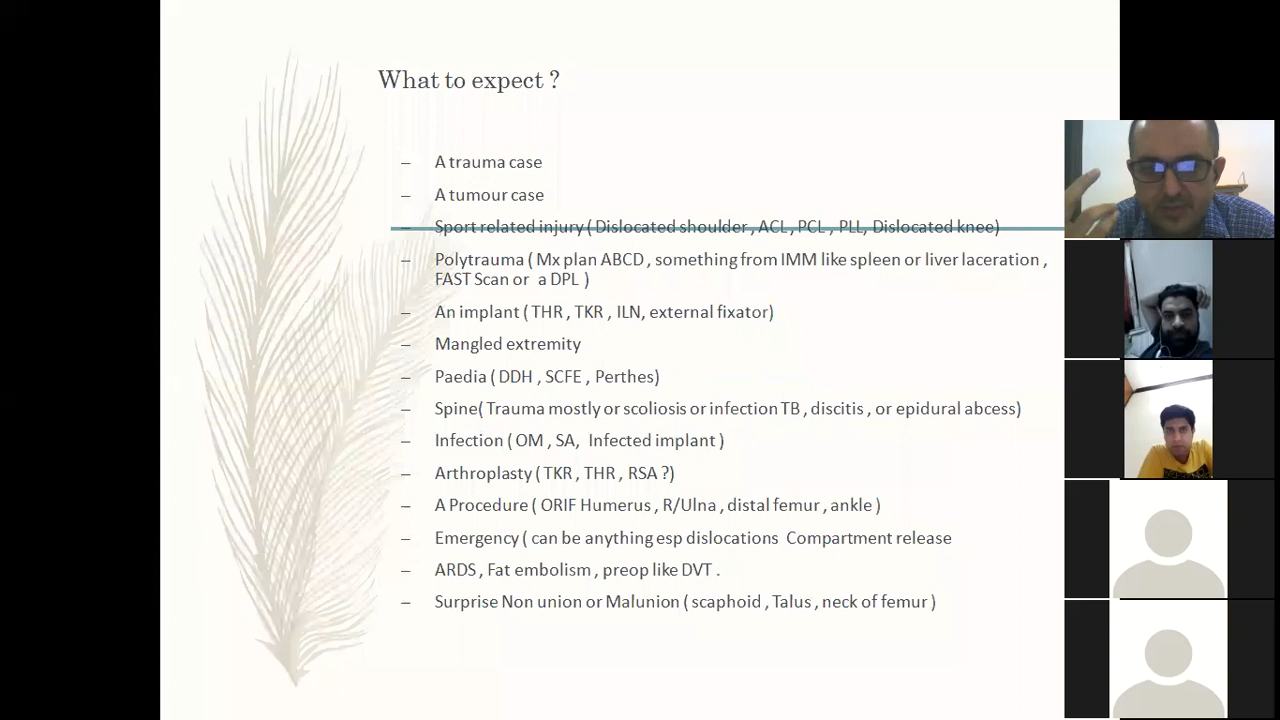 What to expect ?
– A trauma case
– A tumour case
– Sport related injury ( Dislocated shoulder , ACL , PCL , PLL, Dislocated knee)
– Polytrauma ( Mx plan ABCD , something from IMM like spleen or liver laceration ,
FAST Scan or a DPL )
– An implant ( THR , TKR , ILN, external fixator)
– Mangled extremity
– Paedia ( DDH , SCFE , Perthes)
– Spine( Trauma mostly or scoliosis or infection TB , discitis , or epidural abcess)
– Infection ( OM , SA, Infected implant )
– Arthroplasty ( TKR , THR , RSA ?)
– A Procedure ( ORIF Humerus , R/Ulna , distal femur , ankle )
– Emergency ( can be anything esp dislocations Compartment release
– ARDS , Fat embolism , preop like DVT .
– Surprise Non union or Malunion ( scaphoid , Talus , neck of femur )